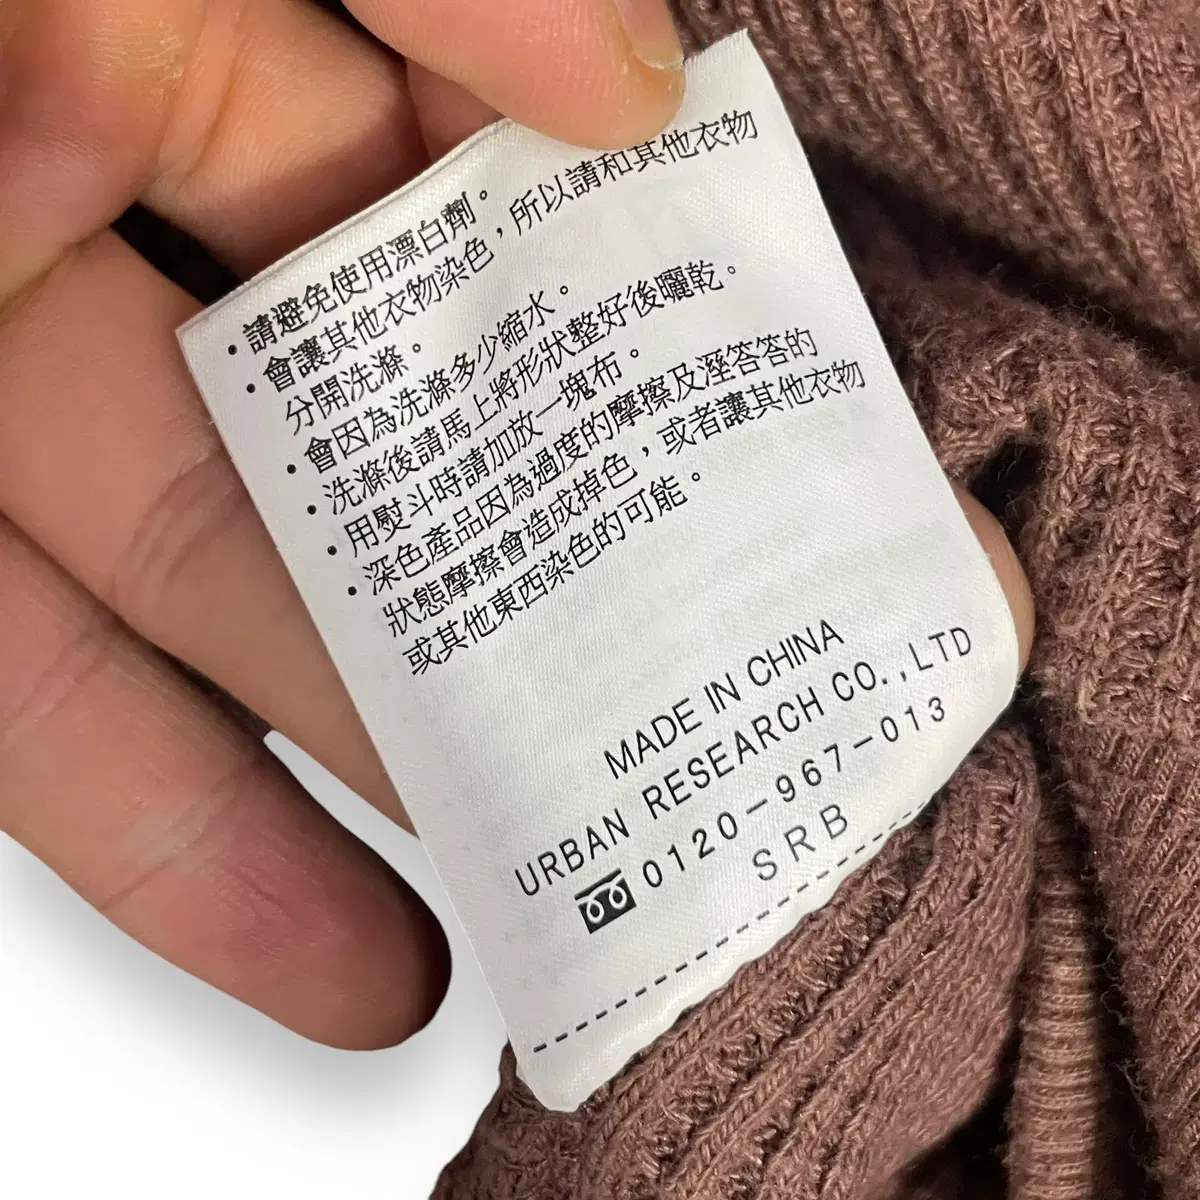 ・請避免使用漂白劑。
・會讓其他衣物染色，所以請和其他衣物
分開洗滌。
・會因為洗滌多少縮水。
・洗滌後請馬上將形狀整好後曬乾。
・用熨斗時請加放一塊布。
・深色產品因為過度的摩擦及溼答答的
狀態摩擦會造成掉色，或者讓其他衣物
或其他東西染色的可能。
MADE IN CHINA
URBAN RESEARCH CO.,LTD
0120-967-013
SRB